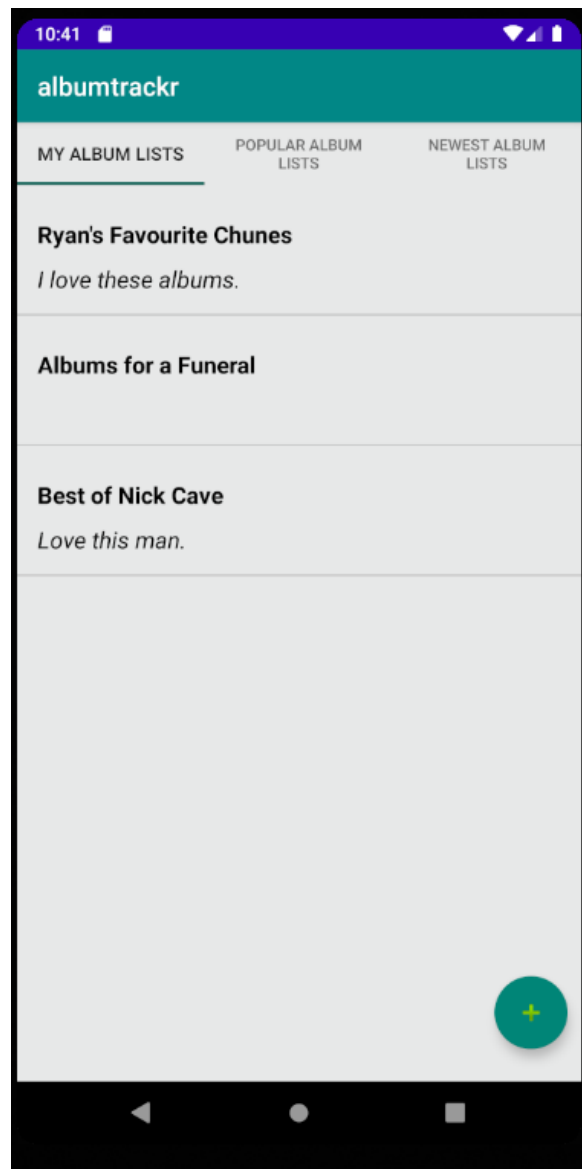 10:41
albumtrackr
MY ALBUM LISTS
POPULAR ALBUM
LISTS
NEWEST ALBUM
LISTS
Ryan's Favourite Chunes
I love these albums.
Albums for a Funeral
Best of Nick Cave
Love this man.
+